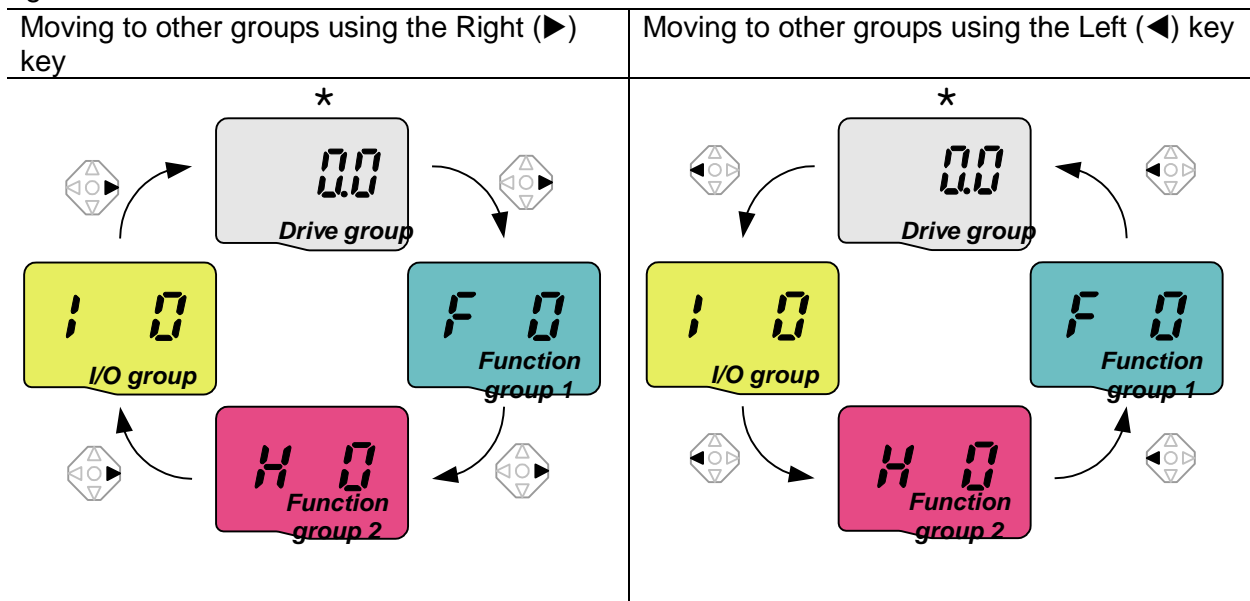 Moving to other groups using the Right (▶)
key
*
0.0
Drive group
I 0
I/O group
F 0
Function
group 1
H 0
Function
group 2
Moving to other groups using the Left (◀) key
*
0.0
Drive group
I 0
I/O group
F 0
Function
group 1
H 0
Function
group 2